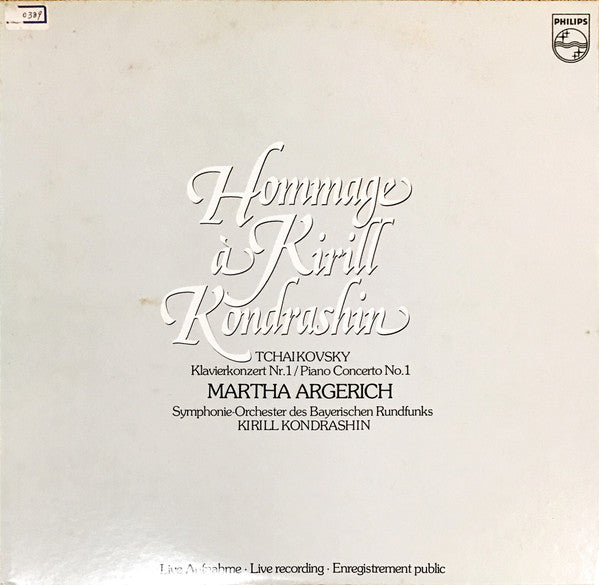 0339
PHILIPS
Hommage
à Kirill
Kondrashin
TCHAIKOVSKY
Klavierkonzert Nr.1/Piano Concerto No.1
MARTHA ARGERICH
Symphonie-Orchester des Bayerischen Rundfunks
KIRILL KONDRASHIN
Live Aufnahme · Live recording · Enregistrement public